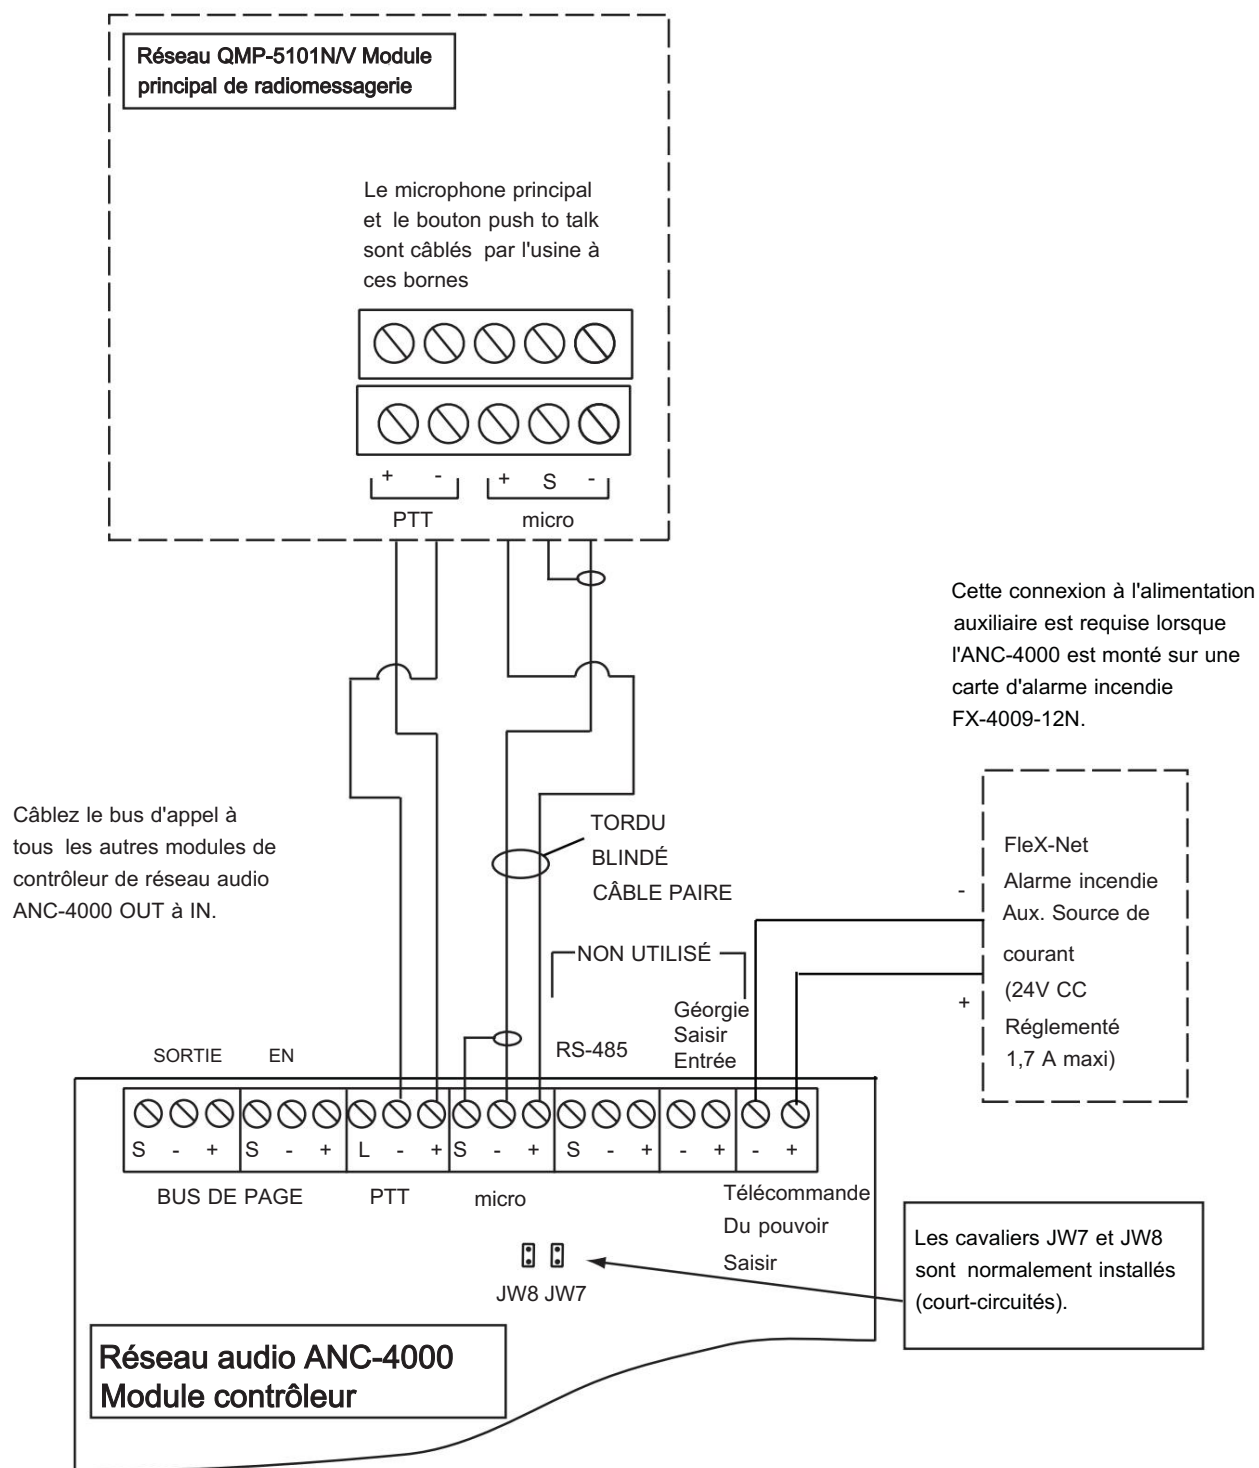 Réseau QMP-5101N/V Module
principal de radiomessagerie
Le microphone principal
et le bouton push to talk
sont câblés par l'usine à
ces bornes
+ - + S -
PTT micro
Cette connexion à l'alimentation
auxiliaire est requise lorsque
l'ANC-4000 est monté sur une
carte d'alarme incendie
FX-4009-12N.
Câblez le bus d'appel à
tous les autres modules de
contrôleur de réseau audio
ANC-4000 OUT à IN.
TORDU
BLINDÉ
CÂBLE PAIRE
- +
FleX-Net
Alarme incendie
Aux. Source de
courant
(24V CC
Réglementé
1,7 A maxi)
NON UTILISÉ
Géorgie
Saisir
Entrée
RS-485
SORTIE EN
S - + S - + L - + S - + S - + - + - +
BUS DE PAGE PTT micro
Télécommande
Du pouvoir
Saisir
JW8 JW7
Les cavaliers JW7 et JW8
sont normalement installés
(court-circuités).
Réseau audio ANC-4000
Module contrôleur